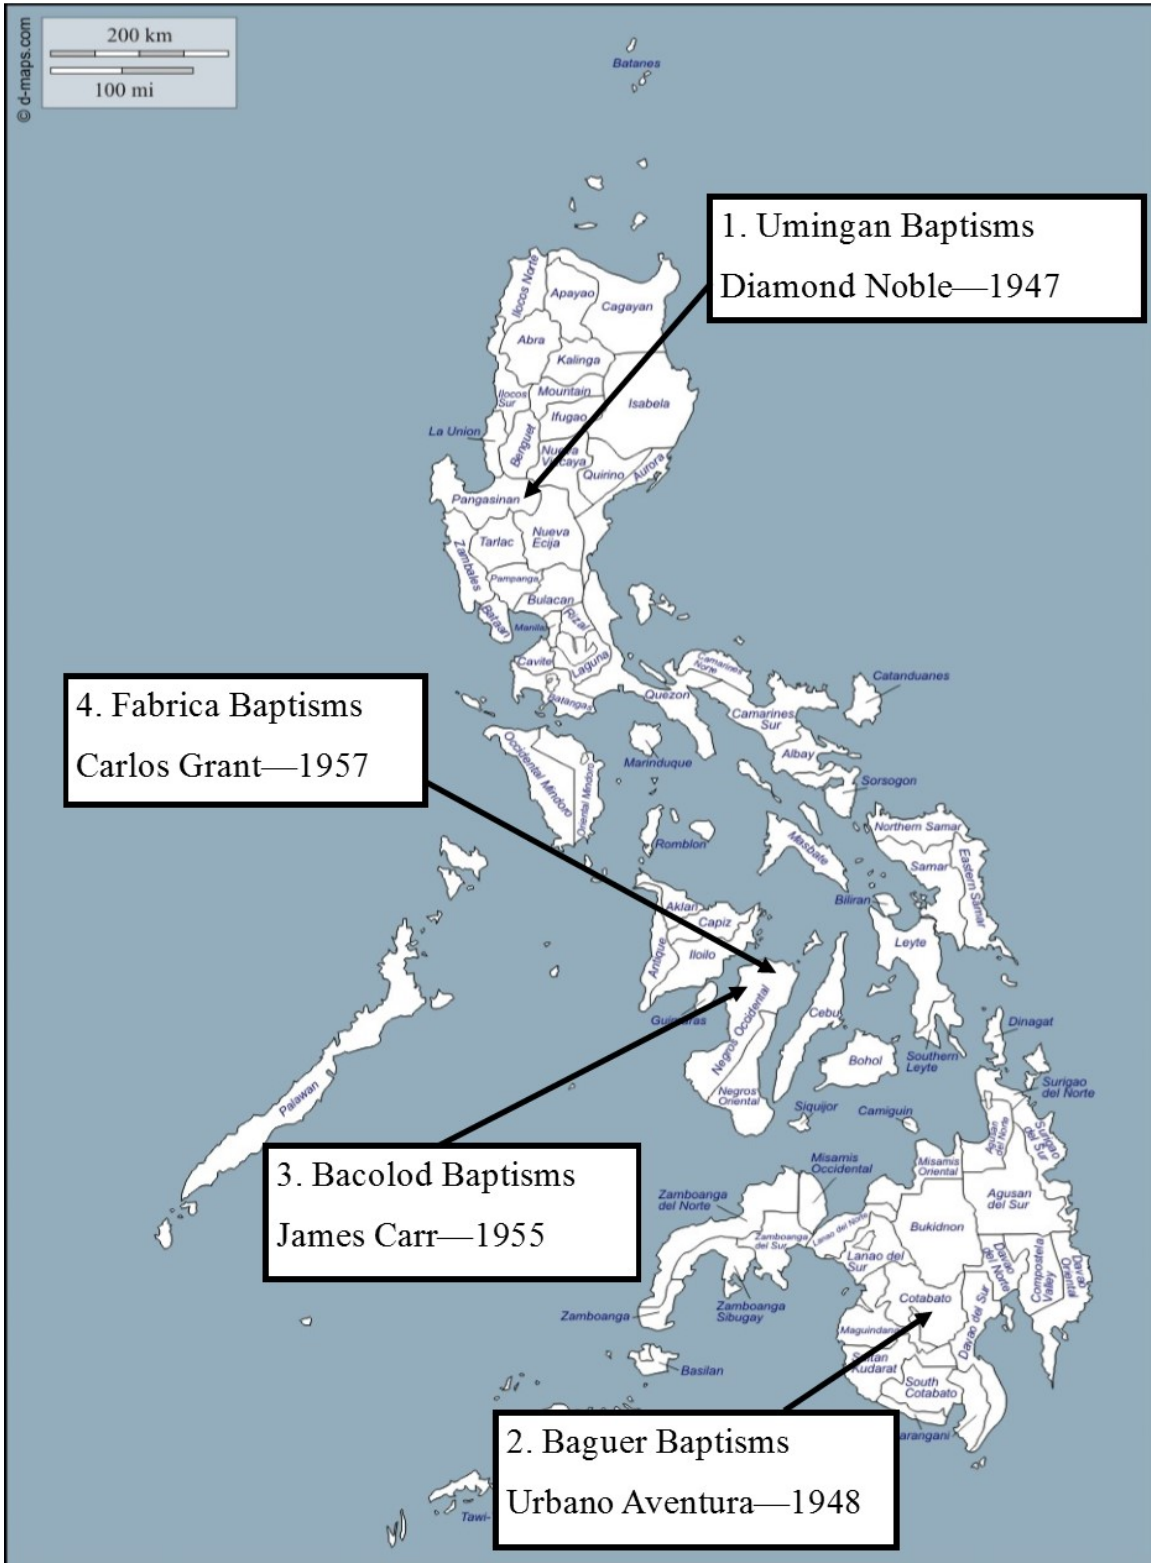 © d-maps.com
200 km
100 mi
Batanes
1. Umingan Baptisms
Diamond Noble—1947
Ilocos Norte
Apayao
Cagayan
Abra
Kalinga
Ilocos
Sur
Mountain
Isabela
Ifugao
La Union
Benguet
Nueva
Vizcaya
Quirino
Aurora
Pangasinan
Nueva
Ecija
Tarlac
Zambales
Pampanga
Bulacan
Bataan
Manila
Rizal
Cavite
Laguna
Batangas
Quezon
Camarines
Norte
Catanduanes
Camarines
Sur
4. Fabrica Baptisms
Carlos Grant—1957
Occidental Mindoro
Oriental Mindoro
Marinduque
Albay
Sorsogon
Romblon
Masbate
Northern Samar
Samar
Eastern Samar
Biliran
Aklan
Capiz
Antique
Iloilo
Leyte
Guimaras
Negros Occidental
Cebu
Dinagat
Bohol
Southern
Leyte
Palawan
Negros
Oriental
Siquijor
Camiguin
Surigao
del Norte
Agusan
del Norte
Surigao
del Sur
3. Bacolod Baptisms
James Carr—1955
Misamis
Occidental
Misamis
Oriental
Zamboanga
del Norte
Agusan
del Sur
Bukidnon
Lanao del Norte
Zamboanga
del Sur
Lanao del
Sur
Davao
del Norte
Compostela
Valley
Davao
Oriental
Cotabato
Davao del Sur
Zamboanga
Zamboanga
Sibugay
Maguindanao
Sultan
Kudarat
Basilan
South
Cotabato
arangani
2. Baguer Baptisms
Urbano Aventura—1948
Tawi-